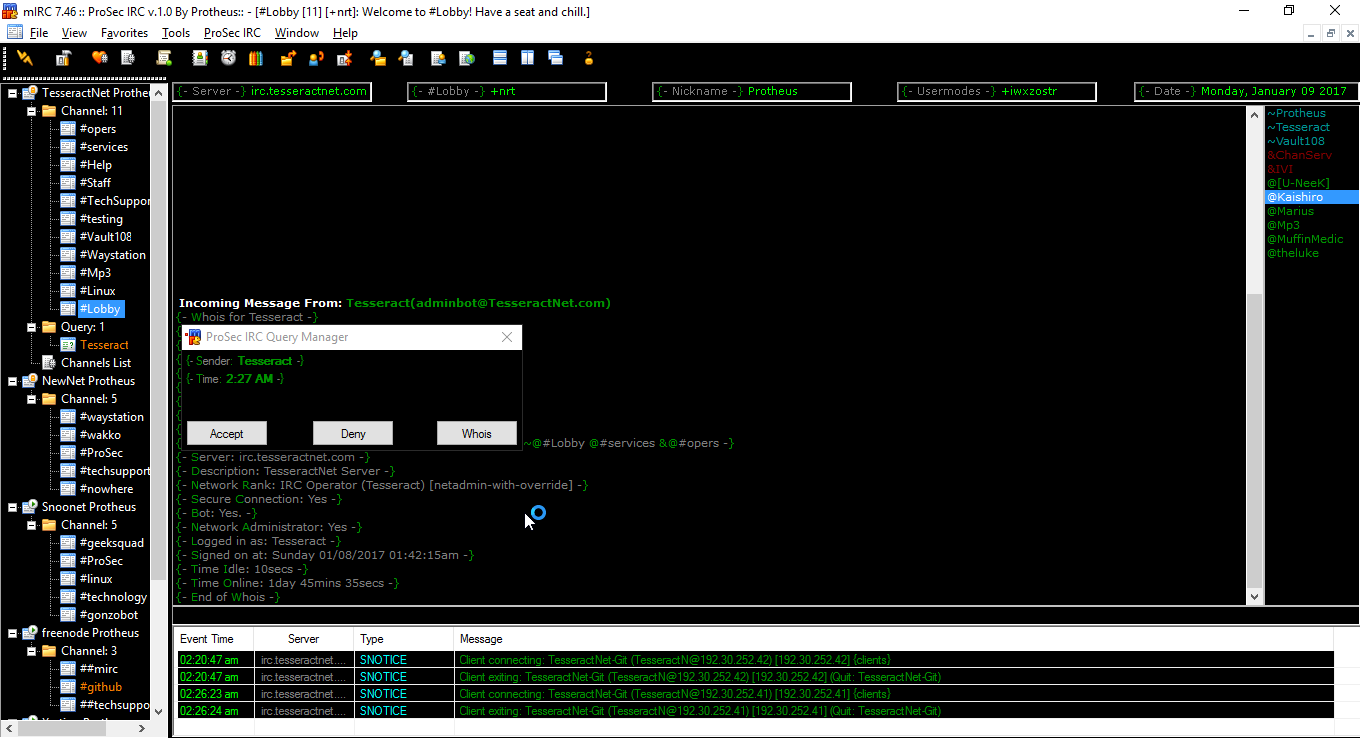 mIRC 7.46 :: ProSec IRC v.1.0 By Protheus:: - [#Lobby [11] [+nrt]: Welcome to #Lobby! Have a seat and chill.]
File View Favorites Tools ProSec IRC Window Help
{- Server -} irc.tesseractnet.com {- #Lobby -} +nrt {- Nickname -} Protheus {- Usermodes -} +iwxzostr {- Date -} Monday, January 09 2017
TesseractNet Protheu
Channel: 11
#opers
#services
#Help
#Staff
#TechSuppor
#testing
#Vault108
#Waystation
#Mp3
#Linux
#Lobby
Query: 1
Tesseract
Channels List
NewNet Protheus
Channel: 5
#waystation
#wakko
#ProSec
#techsupport
#nowhere
Snoonet Protheus
Channel: 5
#geeksquad
#ProSec
#linux
#technology
#gonzobot
freenode Protheus
Channel: 3
##mirc
#github
##techsuppo
Incoming Message From: Tesseract(adminbot@TesseractNet.com)
{- Whois for Tesseract -}
ProSec IRC Query Manager
{- Sender: Tesseract -}
{- Time: 2:27 AM -}
Accept Deny Whois
~@#Lobby @#services &@#opers -}
{- Server: irc.tesseractnet.com -}
{- Description: TesseractNet Server -}
{- Network Rank: IRC Operator (Tesseract) [netadmin-with-override] -}
{- Secure Connection: Yes -}
{- Bot: Yes. -}
{- Network Administrator: Yes -}
{- Logged in as: Tesseract -}
{- Signed on at: Sunday 01/08/2017 01:42:15am -}
{- Time Idle: 10secs -}
{- Time Online: 1day 45mins 35secs -}
{- End of Whois -}
~Protheus
~Tesseract
~Vault108
&ChanServ
&IVI
@[U-NeeK]
@Kaishiro
@Marius
@Mp3
@MuffinMedic
@theluke
Event Time Server Type Message
02:20:47 am irc.tesseractnet.... SNOTICE Client connecting: TesseractNet-Git (TesseractN@192.30.252.42) [192.30.252.42] {clients}
02:20:47 am irc.tesseractnet.... SNOTICE Client exiting: TesseractNet-Git (TesseractN@192.30.252.42) [192.30.252.42] (Quit: TesseractNet-Git)
02:26:23 am irc.tesseractnet.... SNOTICE Client connecting: TesseractNet-Git (TesseractN@192.30.252.41) [192.30.252.41] {clients}
02:26:24 am irc.tesseractnet.... SNOTICE Client exiting: TesseractNet-Git (TesseractN@192.30.252.41) [192.30.252.41] (Quit: TesseractNet-Git)